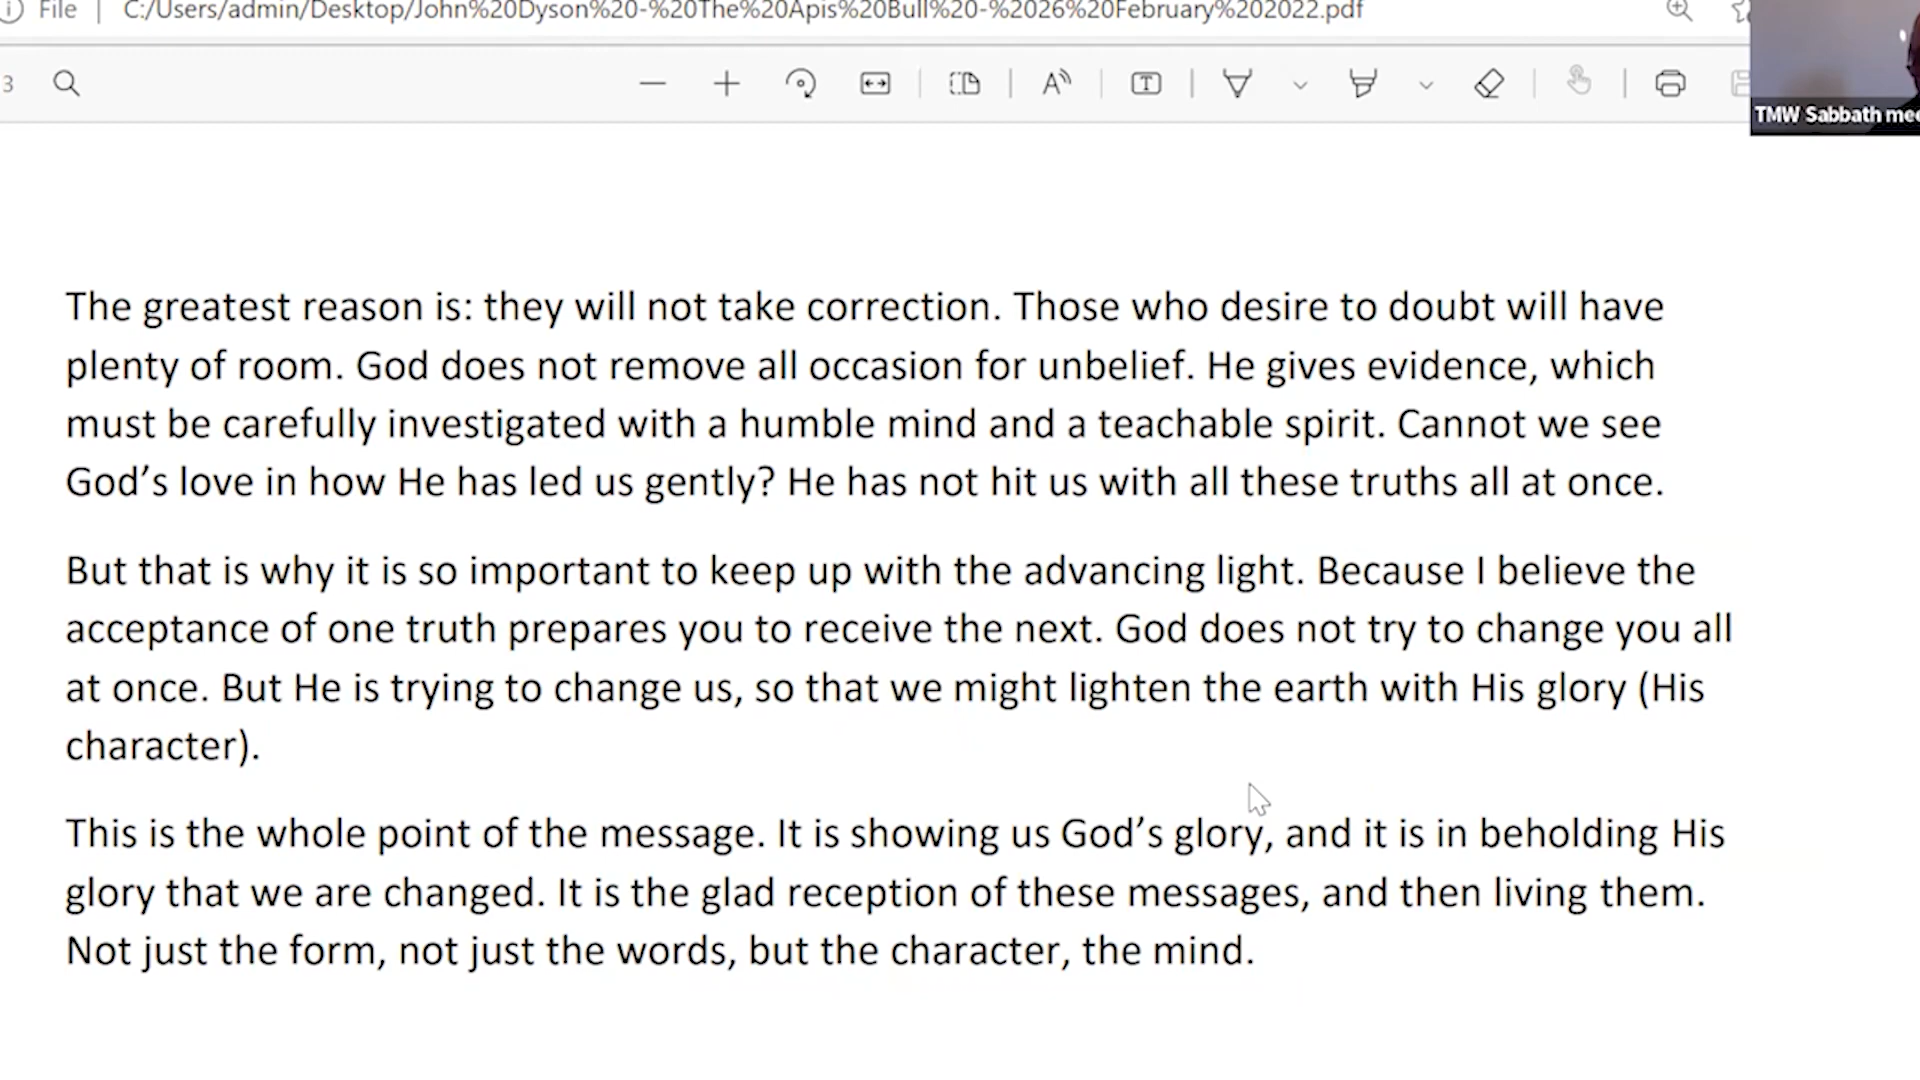 File | C:/Users/admin/Desktop/John%20Dyson%20-%20The%20Apis%20Bull%20-%2026%20February%202022.pdf
3
TMW Sabbath mee
The greatest reason is: they will not take correction. Those who desire to doubt will have
plenty of room. God does not remove all occasion for unbelief. He gives evidence, which
must be carefully investigated with a humble mind and a teachable spirit. Cannot we see
God’s love in how He has led us gently? He has not hit us with all these truths all at once.
But that is why it is so important to keep up with the advancing light. Because I believe the
acceptance of one truth prepares you to receive the next. God does not try to change you all
at once. But He is trying to change us, so that we might lighten the earth with His glory (His
character).
This is the whole point of the message. It is showing us God’s glory, and it is in beholding His
glory that we are changed. It is the glad reception of these messages, and then living them.
Not just the form, not just the words, but the character, the mind.